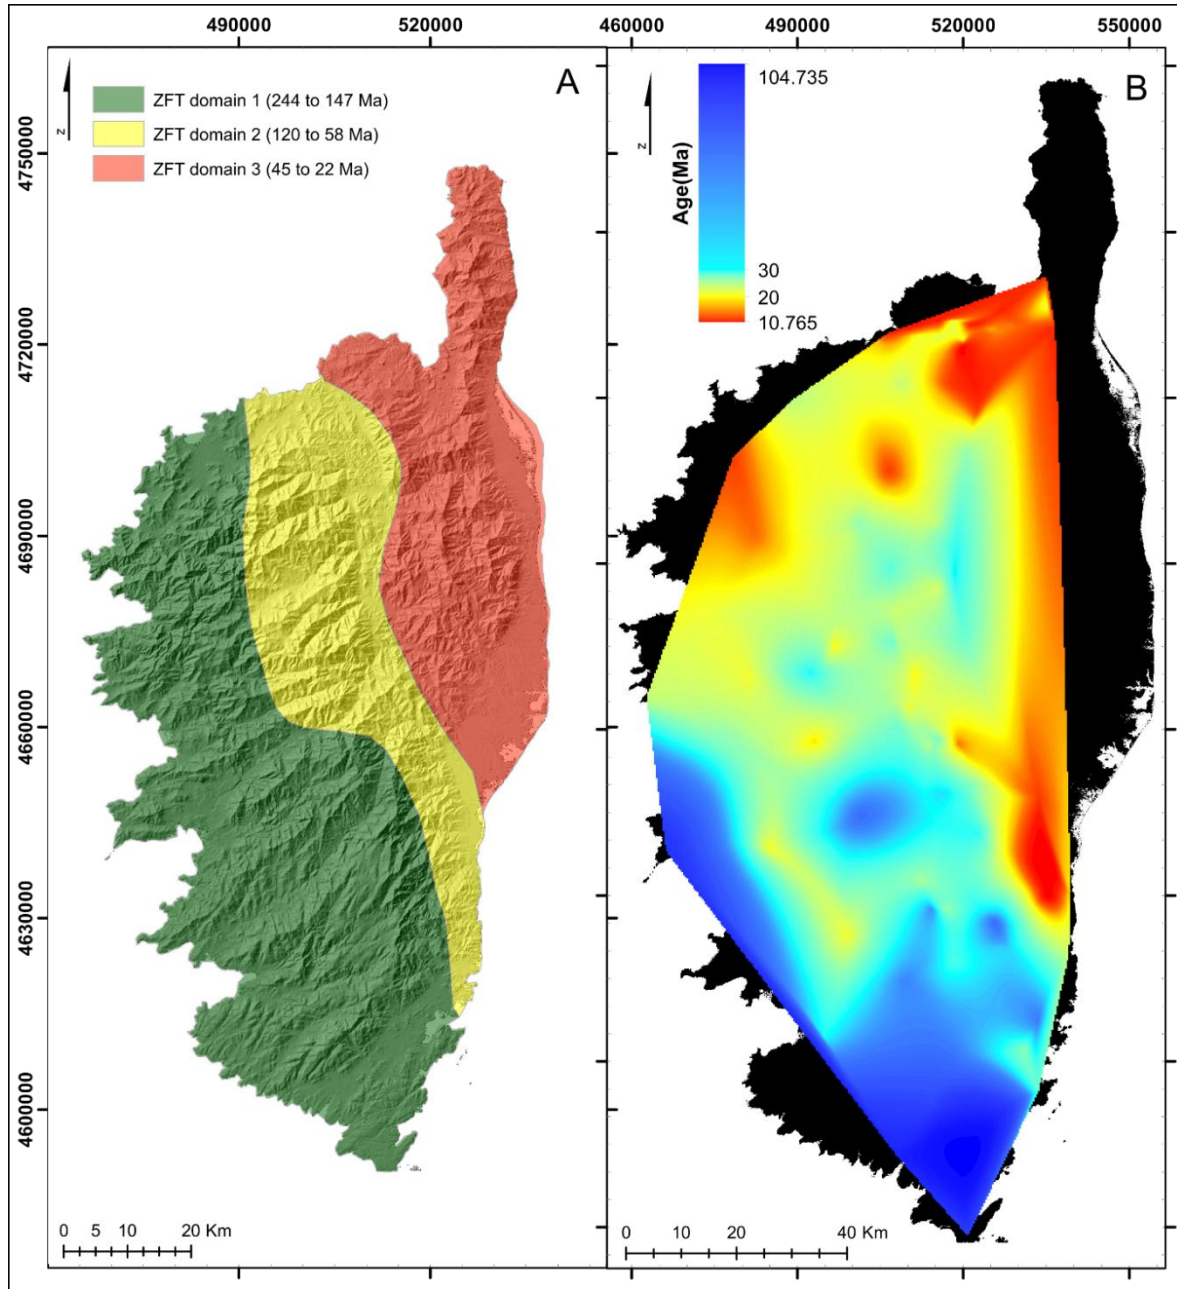 490000 520000
460000 490000 520000 550000
A
ZFT domain 1 (244 to 147 Ma)
ZFT domain 2 (120 to 58 Ma)
ZFT domain 3 (45 to 22 Ma)
z
4750000
4720000
4690000
4660000
4630000
4600000
0 5 10 20 Km
B
z
Age(Ma)
104.735
30
20
10.765
0 10 20 40 Km